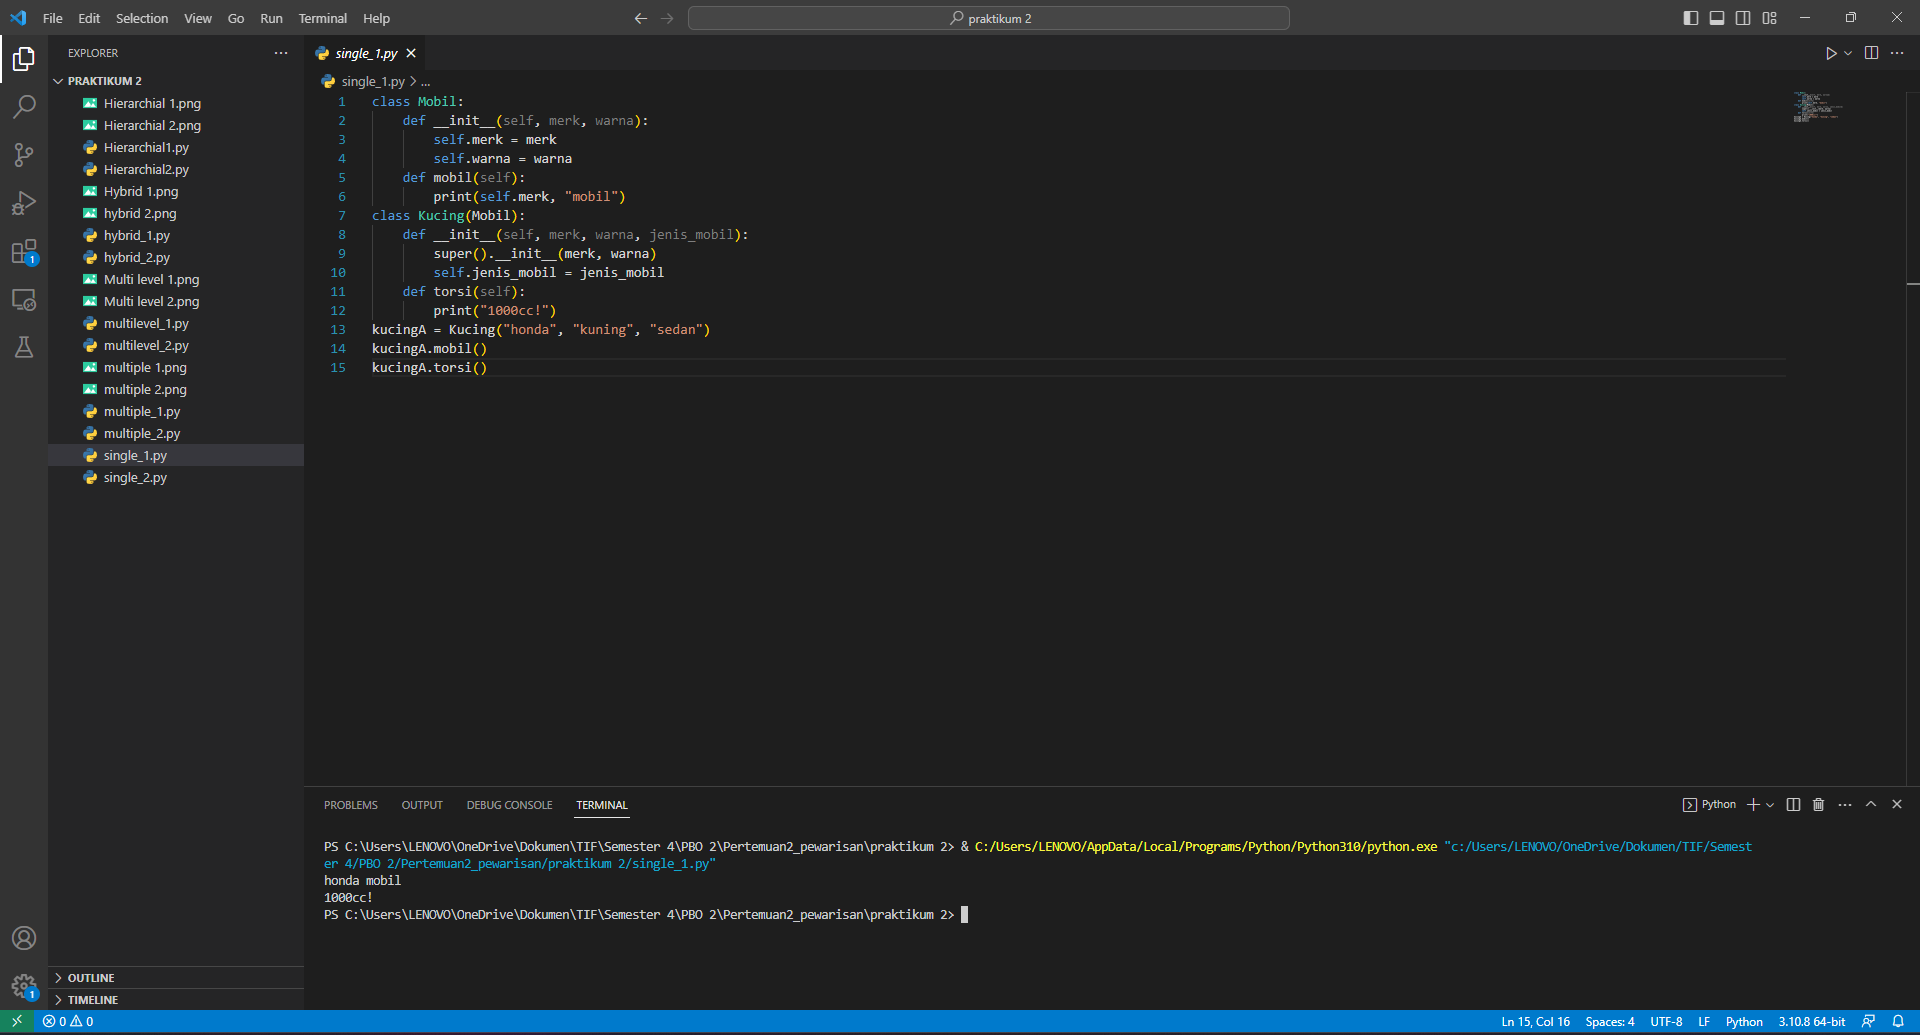 File Edit Selection View Go Run Terminal Help
praktikum 2
EXPLORER
PRAKTIKUM 2
Hierarchial 1.png
Hierarchial 2.png
Hierarchial1.py
Hierarchial2.py
Hybrid 1.png
hybrid 2.png
hybrid_1.py
hybrid_2.py
Multi level 1.png
Multi level 2.png
multilevel_1.py
multilevel_2.py
multiple 1.png
multiple 2.png
multiple_1.py
multiple_2.py
single_1.py
single_2.py
OUTLINE
TIMELINE
1
1
single_1.py
single_1.py > ...
1 class Mobil:
2     def __init__(self, merk, warna):
3         self.merk = merk
4         self.warna = warna
5     def mobil(self):
6         print(self.merk, "mobil")
7 class Kucing(Mobil):
8     def __init__(self, merk, warna, jenis_mobil):
9         super().__init__(merk, warna)
10         self.jenis_mobil = jenis_mobil
11     def torsi(self):
12         print("1000cc!")
13 kucingA = Kucing("honda", "kuning", "sedan")
14 kucingA.mobil()
15 kucingA.torsi()
PROBLEMS OUTPUT DEBUG CONSOLE TERMINAL
Python
PS C:\Users\LENOVO\OneDrive\Dokumen\TIF\Semester 4\PBO 2\Pertemuan2_pewarisan\praktikum 2> & C:/Users/LENOVO/AppData/Local/Programs/Python/Python310/python.exe "c:/Users/LENOVO/OneDrive/Dokumen/TIF/Semest
er 4/PBO 2/Pertemuan2_pewarisan/praktikum 2/single_1.py"
honda mobil
1000cc!
PS C:\Users\LENOVO\OneDrive\Dokumen\TIF\Semester 4\PBO 2\Pertemuan2_pewarisan\praktikum 2>
0 0 Ln 15, Col 16 Spaces: 4 UTF-8 LF Python 3.10.8 64-bit